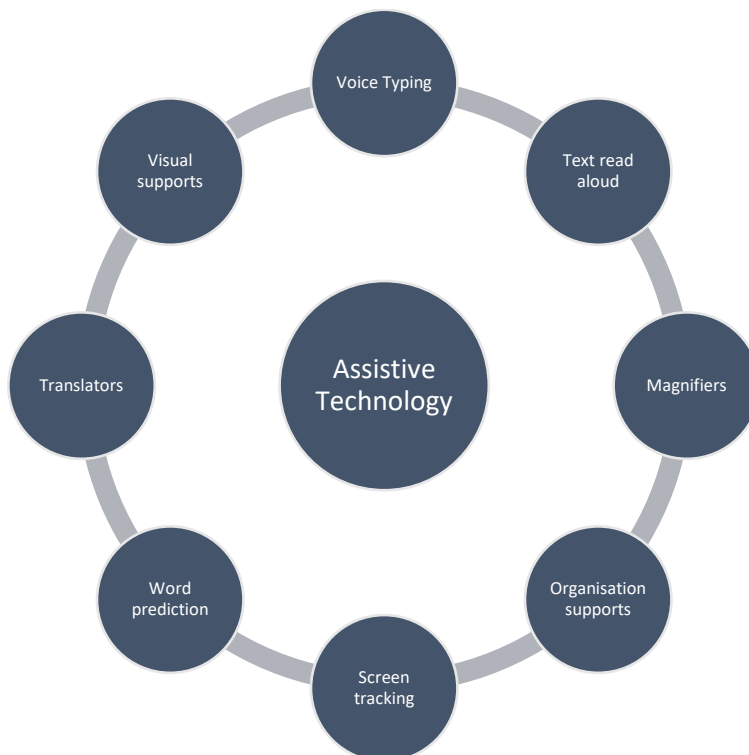 Voice Typing
Text read
aloud
Magnifiers
Organisation
supports
Screen
tracking
Word
prediction
Translators
Visual
supports
Assistive
Technology